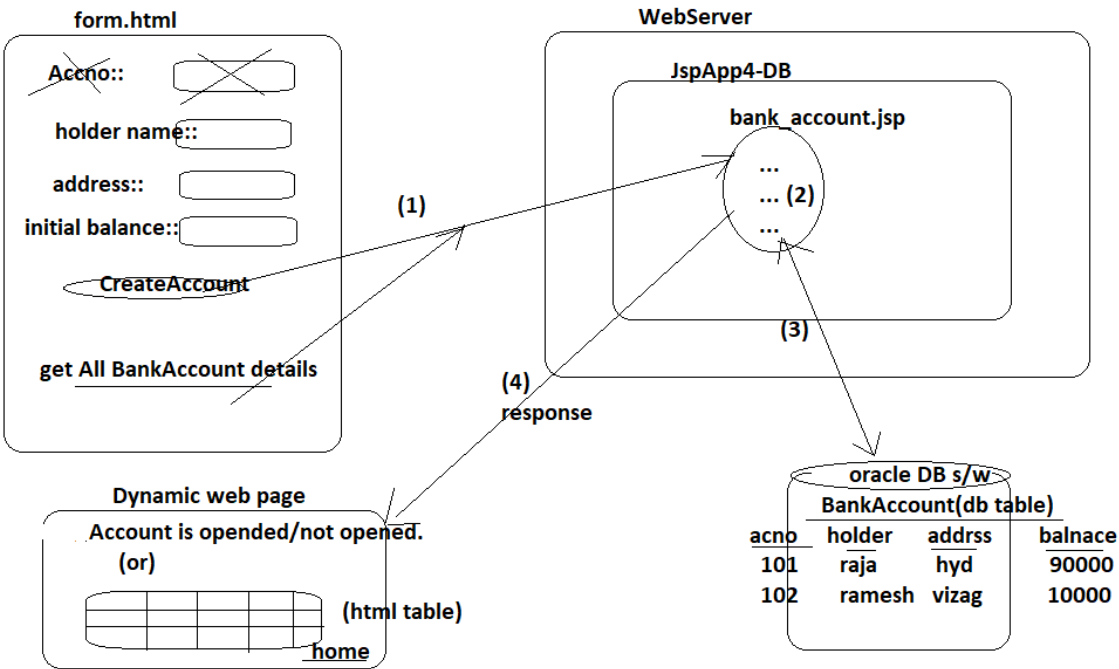 form.html
Accno::
holder name::
address::
initial balance::
CreateAccount
get All BankAccount details
(1)
WebServer
JspApp4-DB
bank_account.jsp
...
... (2)
...
(3)
(4)
response
oracle DB s/w
BankAccount(db table)
acno holder addrss balnace
101 raja hyd 90000
102 ramesh vizag 10000
Dynamic web page
Account is opended/not opened.
(or)
(html table)
home